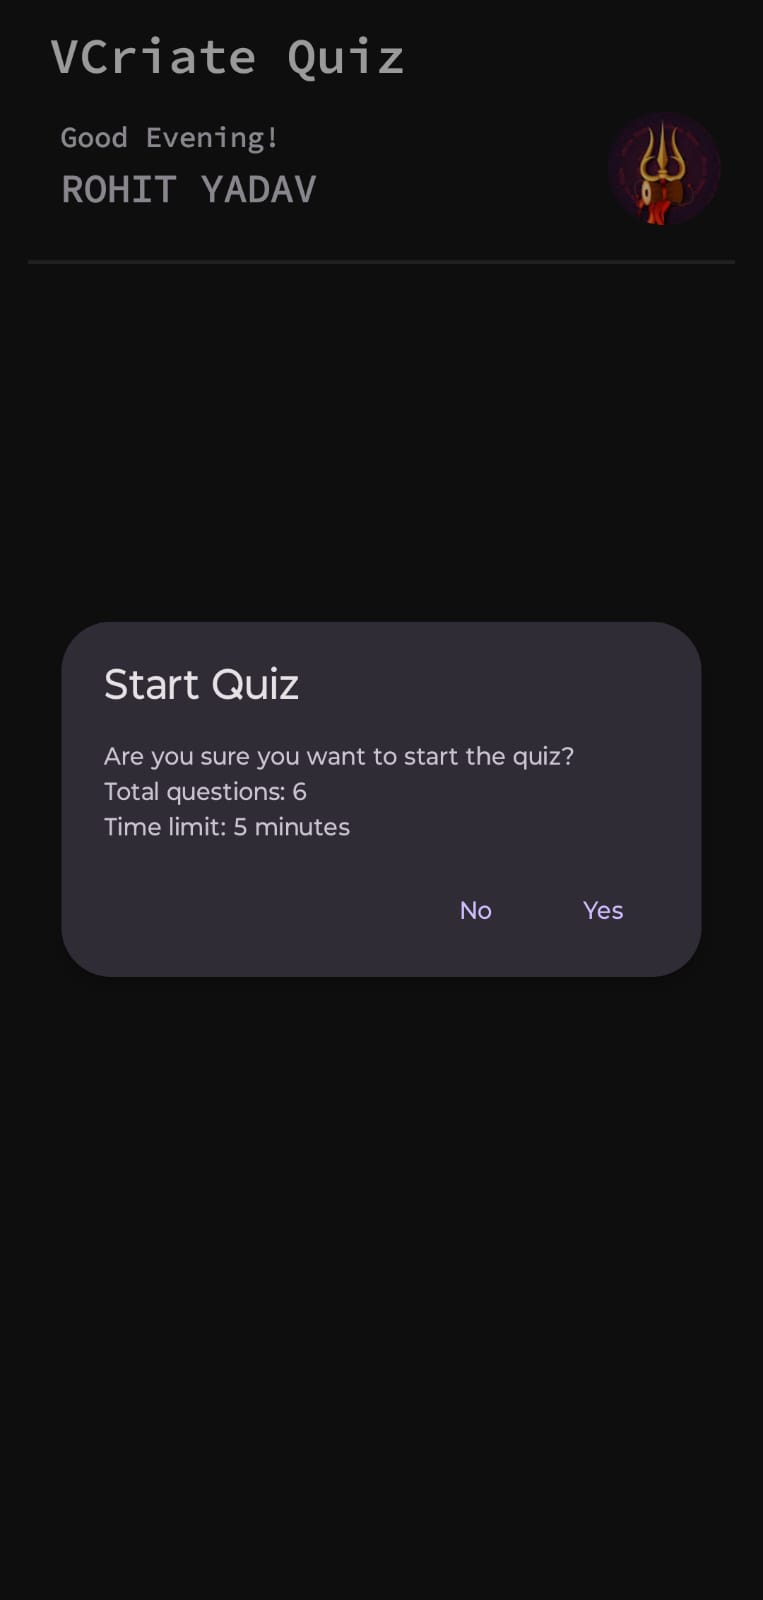 VCriate Quiz
Good Evening!
ROHIT YADAV
Start Quiz
Are you sure you want to start the quiz?
Total questions: 6
Time limit: 5 minutes
No Yes